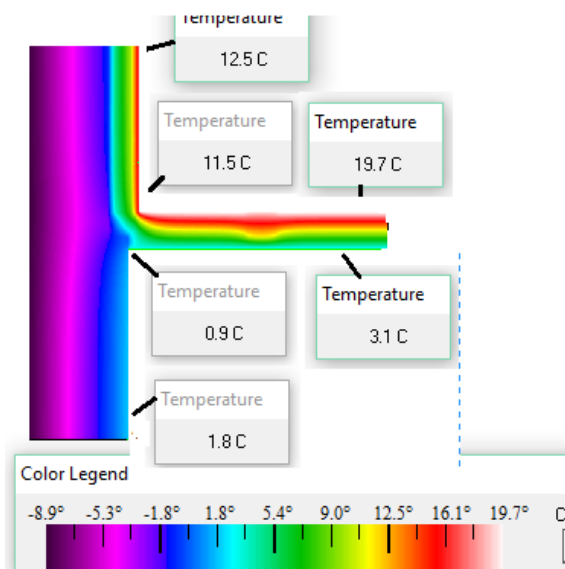 Temperature
12.5 C
Temperature
11.5 C
Temperature
19.7 C
Temperature
0.9 C
Temperature
3.1 C
Temperature
1.8 C
Color Legend
-8.9° -5.3° -1.8° 1.8° 5.4° 9.0° 12.5° 16.1° 19.7° C